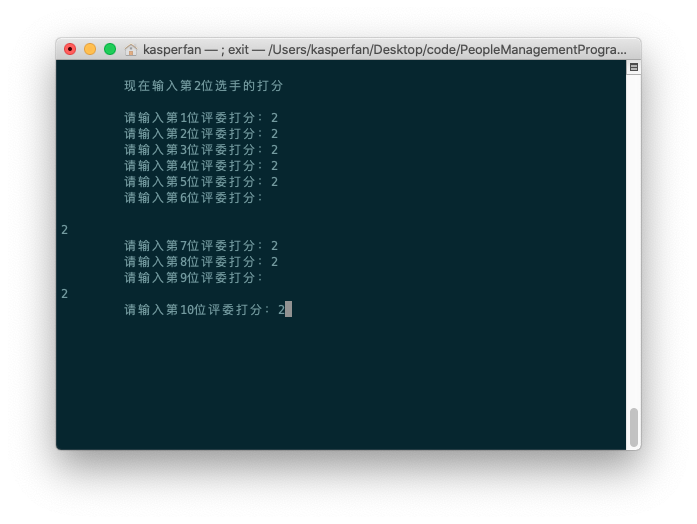 kasperfan — ; exit — /Users/kasperfan/Desktop/code/PeopleManagementProgra...
现在输入第2位选手的打分
请输入第1位评委打分：2
请输入第2位评委打分：2
请输入第3位评委打分：2
请输入第4位评委打分：2
请输入第5位评委打分：2
请输入第6位评委打分：
2
请输入第7位评委打分：2
请输入第8位评委打分：2
请输入第9位评委打分：
2
请输入第10位评委打分：2